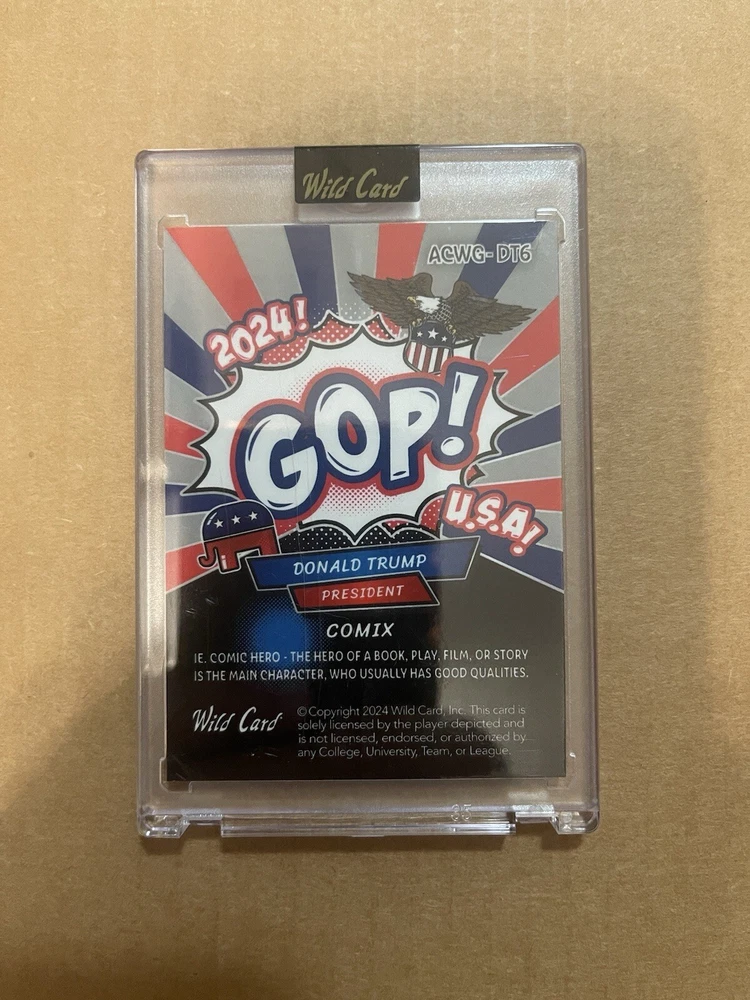 Wild Card
ACWG-DT6
2024!
GOP!
U.S.A!
DONALD TRUMP
PRESIDENT
COMIX
IE. COMIC HERO - THE HERO OF A BOOK, PLAY, FILM, OR STORY
IS THE MAIN CHARACTER, WHO USUALLY HAS GOOD QUALITIES.
Wild Card
© Copyright 2024 Wild Card, Inc. This card is
solely licensed by the player depicted and
is not licensed, endorsed, or authorized by
any College, University, Team, or League.
35